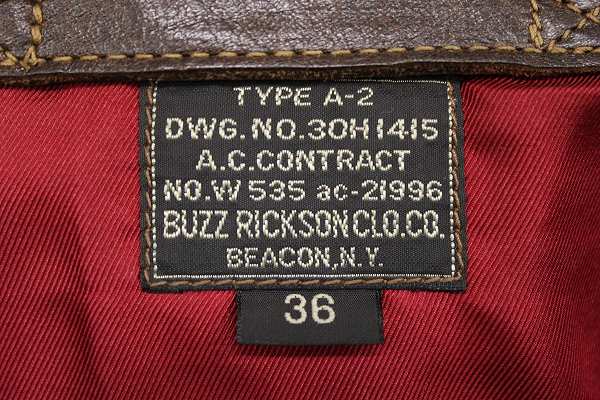 TYPE A-2
DWG. NO. 30H1415
A.C. CONTRACT
NO. W 535 ac-21996
BUZZ RICKSON CLO. CO.
BEACON, N.Y.
36